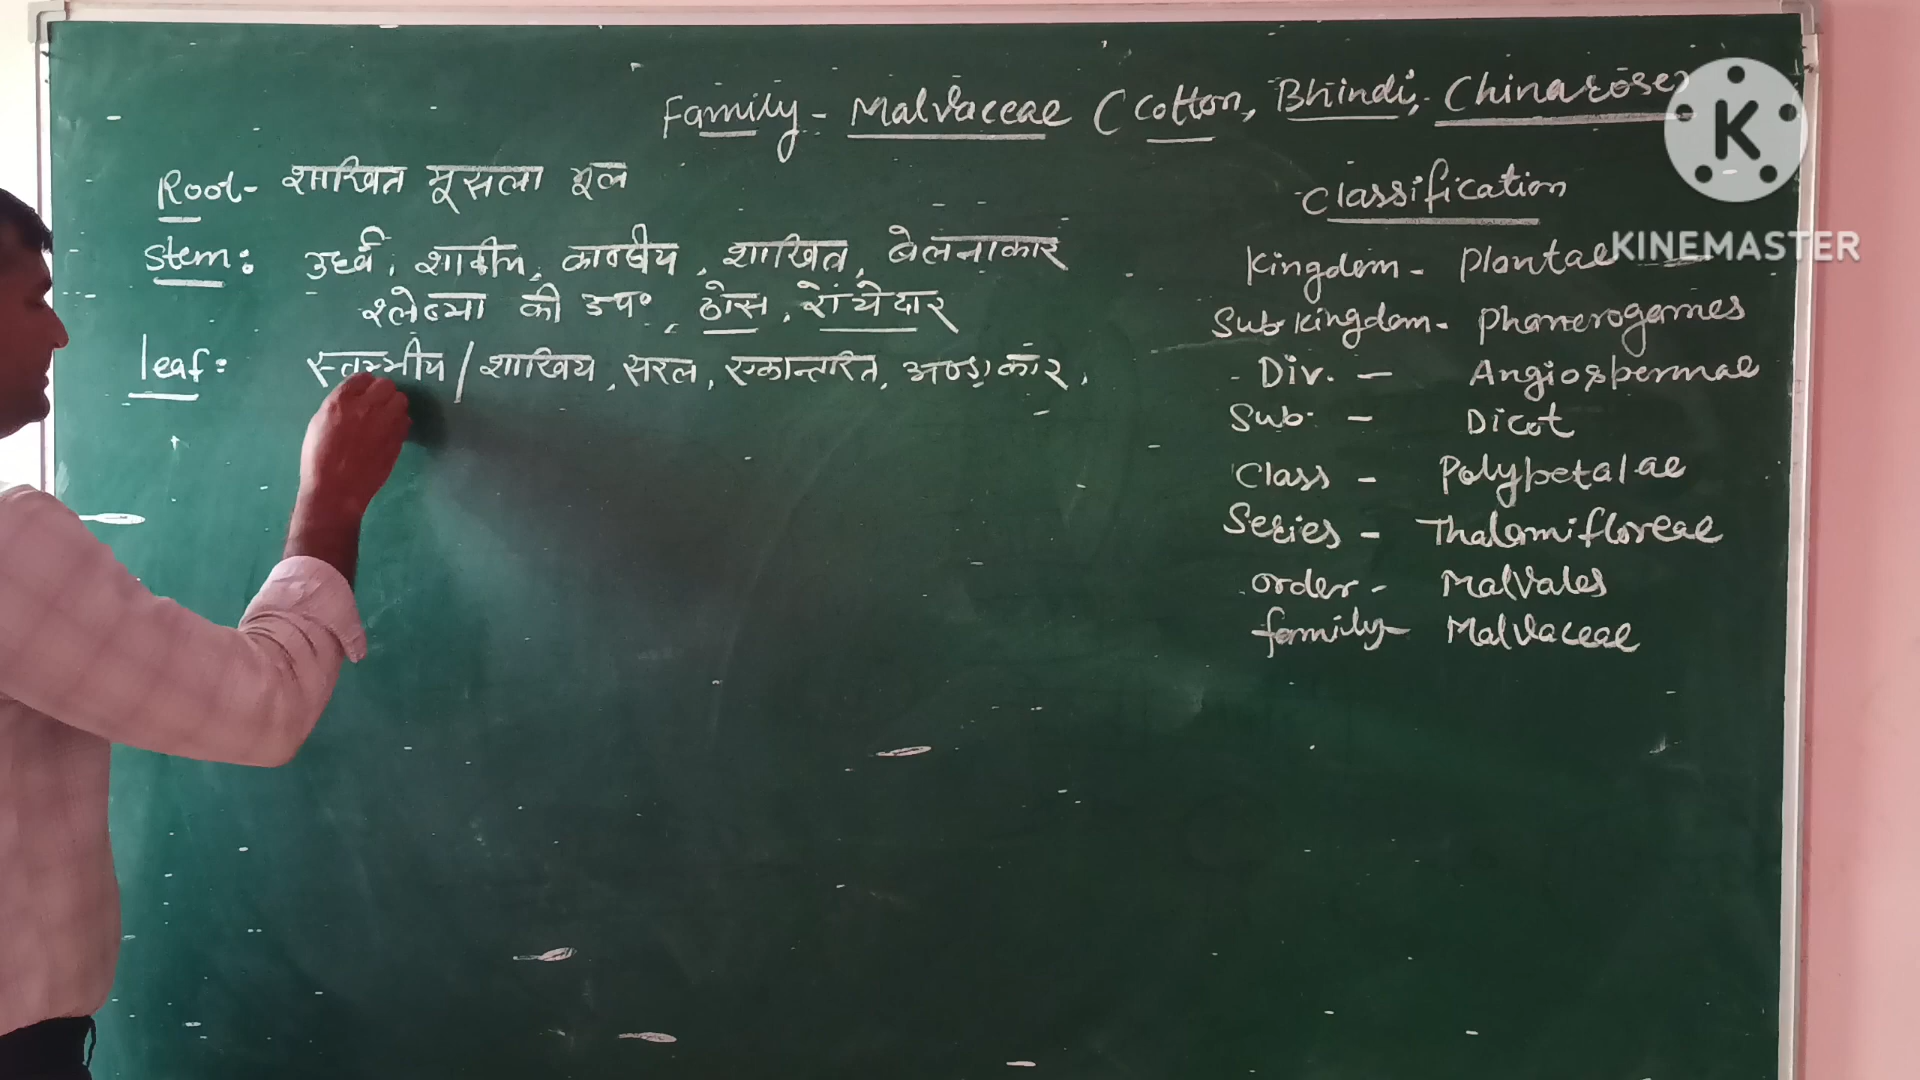 Family - Malvaceae (Cotton, Bhindi, Chinarose
Root- शाखित मूसला मूल
Stem: उर्ध्व, शाकीय, काष्ठीय, शाखित, बेलनाकार
श्लेष्मा की उप०, ठोस, रोंयेदार
leaf: स्तम्भीय / शाखिय, सरल, एकान्तरित, अण्डाकार,
Classification
Kingdom - Plantae
Sub kingdom - Phanerogames
Div. - Angiospermae
Sub. - Dicot
Class - Polypetalae
Series - Thalamifloreae
order - Malvales
family - Malvaceae
K
KINEMASTER